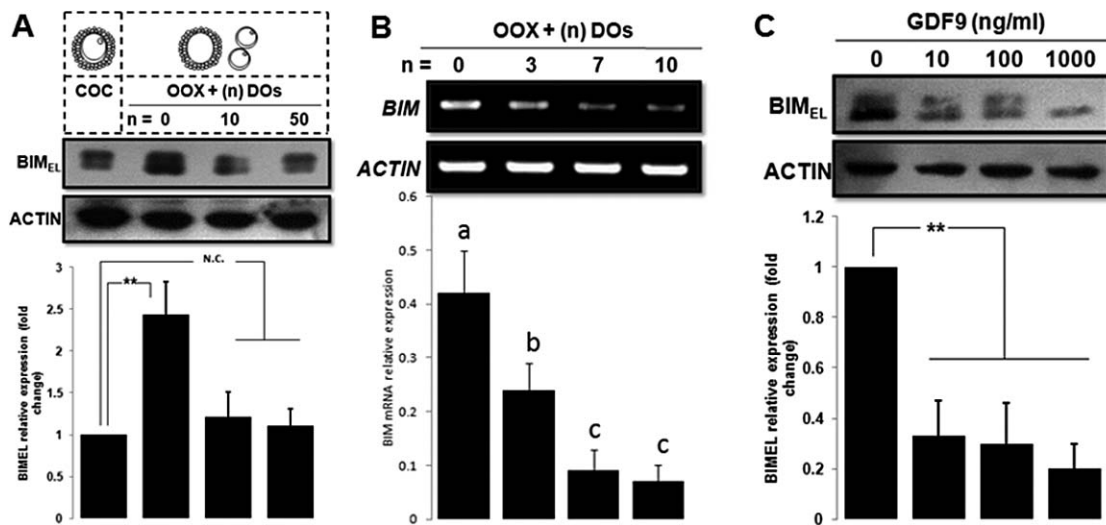 A
COC
OOX + (n) DOs
n = 0 10 50
BIMEL
ACTIN
N.C.
**
BIMEL relative expression (fold change)
3
2.5
2
1.5
1
0.5
0
B
OOX + (n) DOs
n = 0 3 7 10
BIM
ACTIN
BIM mRNA relative expression
0.6
0.5
0.4
0.3
0.2
0.1
0
a
b
c
c
C
GDF9 (ng/ml)
0 10 100 1000
BIMEL
ACTIN
**
BIMEL relative expression (fold change)
1.2
1
0.8
0.6
0.4
0.2
0